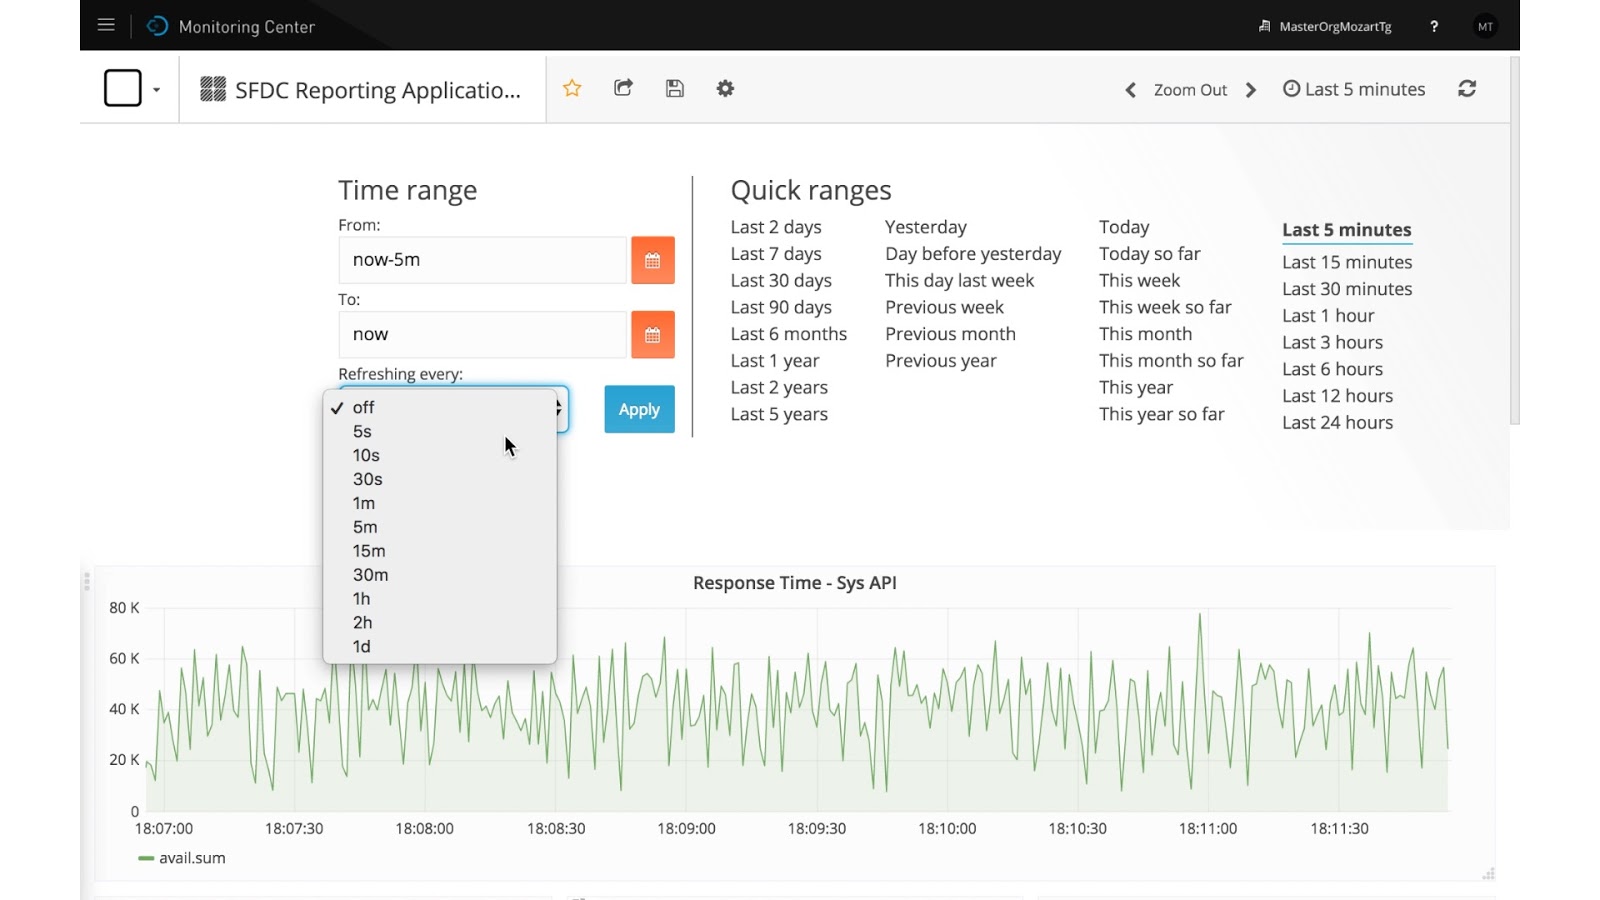 Monitoring Center
MasterOrgMozartTg
?
MT
SFDC Reporting Applicatio...
Zoom Out
Last 5 minutes
Time range
From:
now-5m
To:
now
Refreshing every:
off
5s
10s
30s
1m
5m
15m
30m
1h
2h
1d
Apply
Quick ranges
Last 2 days
Last 7 days
Last 30 days
Last 90 days
Last 6 months
Last 1 year
Last 2 years
Last 5 years
Yesterday
Day before yesterday
This day last week
Previous week
Previous month
Previous year
Today
Today so far
This week
This week so far
This month
This month so far
This year
This year so far
Last 5 minutes
Last 15 minutes
Last 30 minutes
Last 1 hour
Last 3 hours
Last 6 hours
Last 12 hours
Last 24 hours
Response Time - Sys API
80 K
60 K
40 K
20 K
0
18:07:00 18:07:30 18:08:00 18:08:30 18:09:00 18:09:30 18:10:00 18:10:30 18:11:00 18:11:30
avail.sum